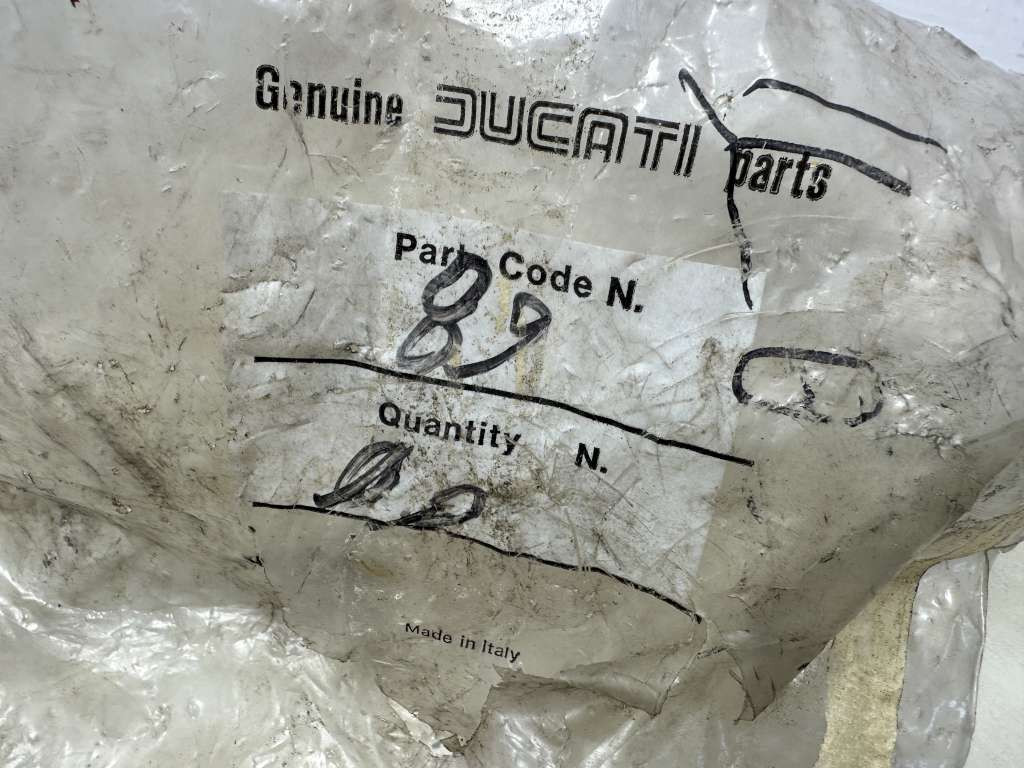 Genuine DUCATI parts
Part Code N.
Quantity N.
Made in Italy